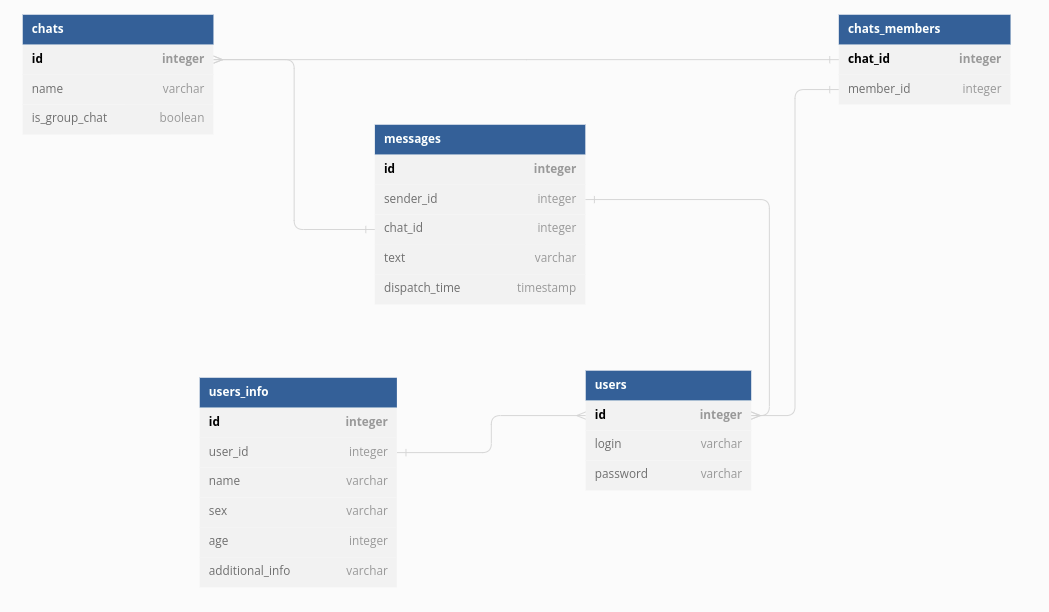 chats
id integer
name varchar
is_group_chat boolean
chats_members
chat_id integer
member_id integer
messages
id integer
sender_id integer
chat_id integer
text varchar
dispatch_time timestamp
users_info
id integer
user_id integer
name varchar
sex varchar
age integer
additional_info varchar
users
id integer
login varchar
password varchar